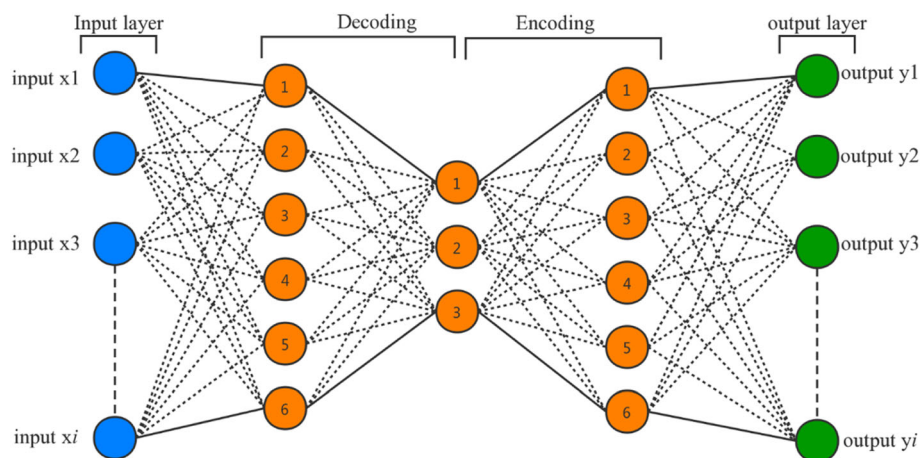 Input layer
Decoding
Encoding
output layer
input x1
input x2
input x3
input xi
1
2
3
4
5
6
1
2
3
1
2
3
4
5
6
output y1
output y2
output y3
output yi